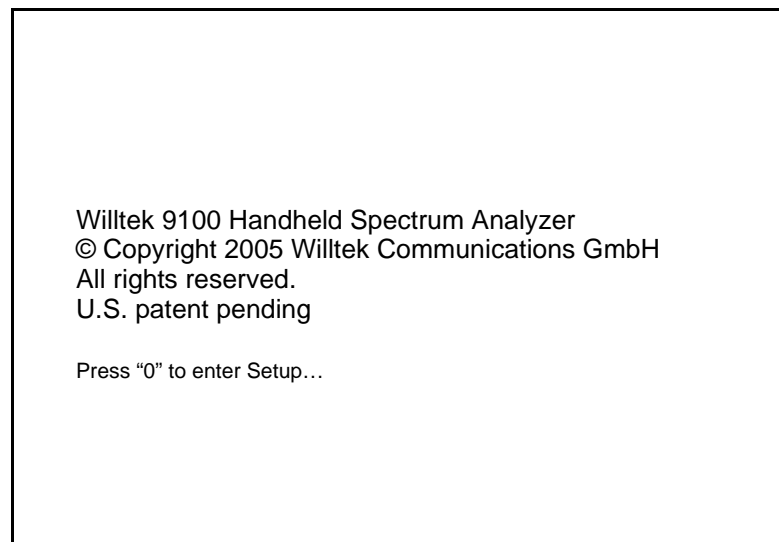 Willtek 9100 Handheld Spectrum Analyzer
© Copyright 2005 Willtek Communications GmbH
All rights reserved.
U.S. patent pending
Press “0” to enter Setup…